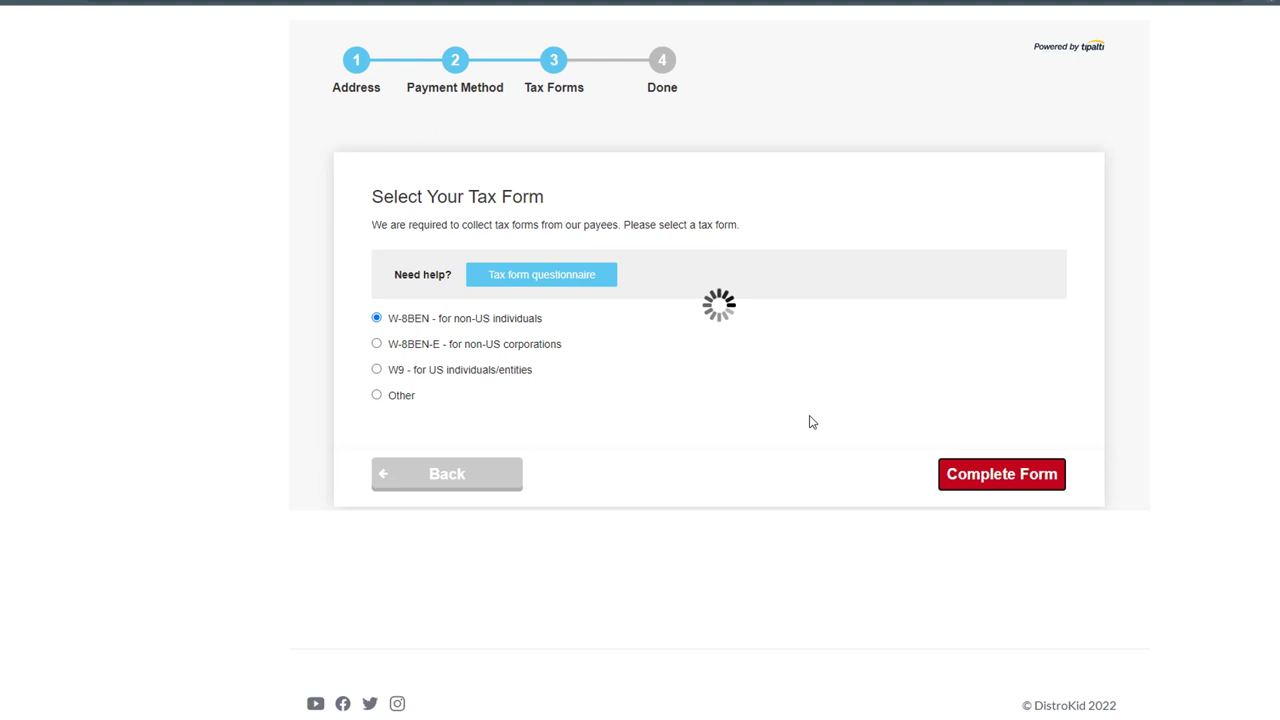 Powered by tipalti
1 2 3 4
Address Payment Method Tax Forms Done
Select Your Tax Form
We are required to collect tax forms from our payees. Please select a tax form.
Need help? Tax form questionnaire
W-8BEN - for non-US individuals
W-8BEN-E - for non-US corporations
W9 - for US individuals/entities
Other
Back Complete Form
© DistroKid 2022